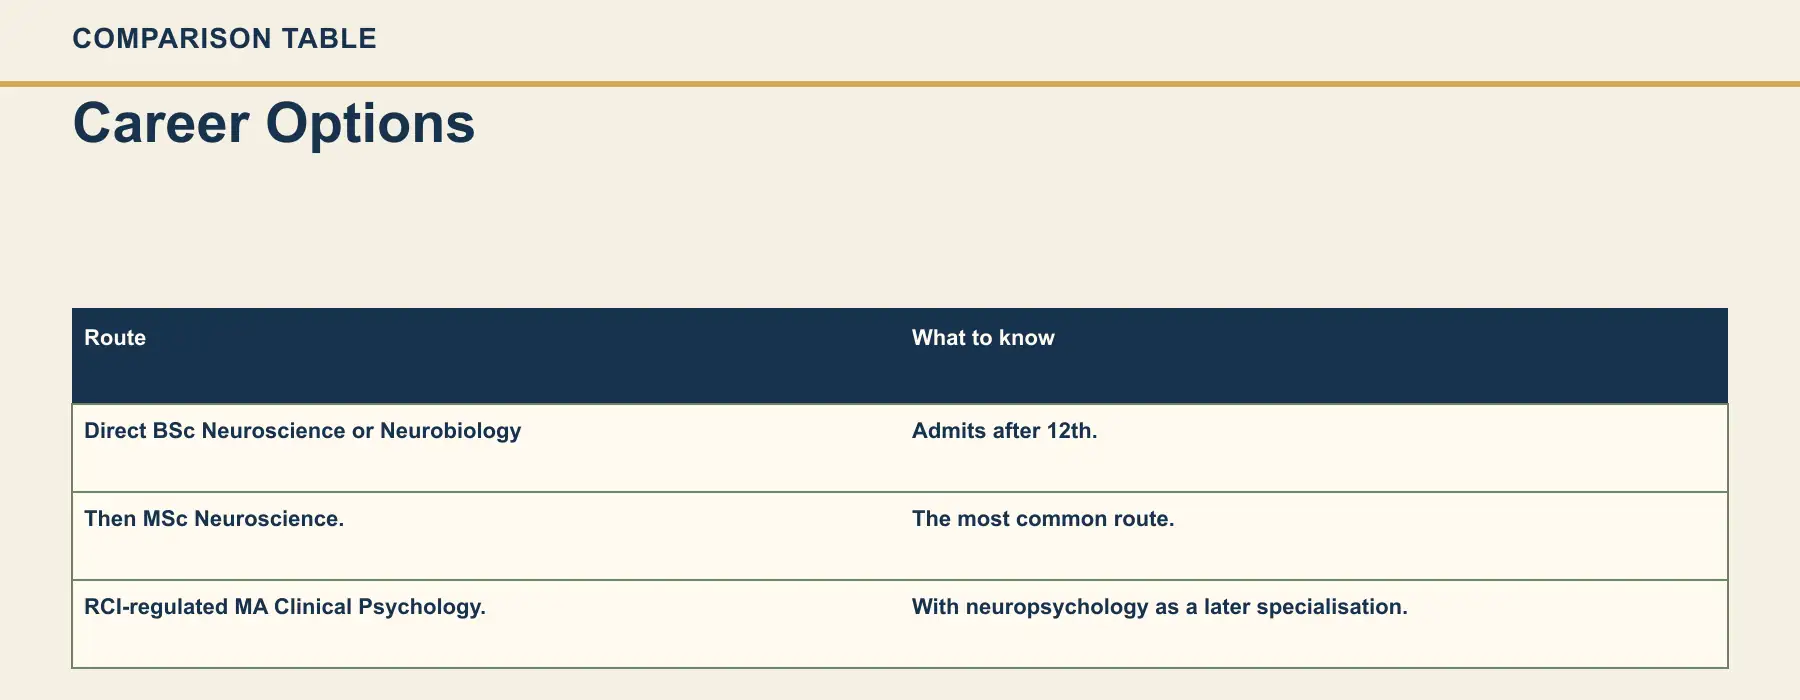 COMPARISON TABLE
Career Options
Route What to know
Direct BSc Neuroscience or Neurobiology Admits after 12th.
Then MSc Neuroscience. The most common route.
RCI-regulated MA Clinical Psychology. With neuropsychology as a later specialisation.